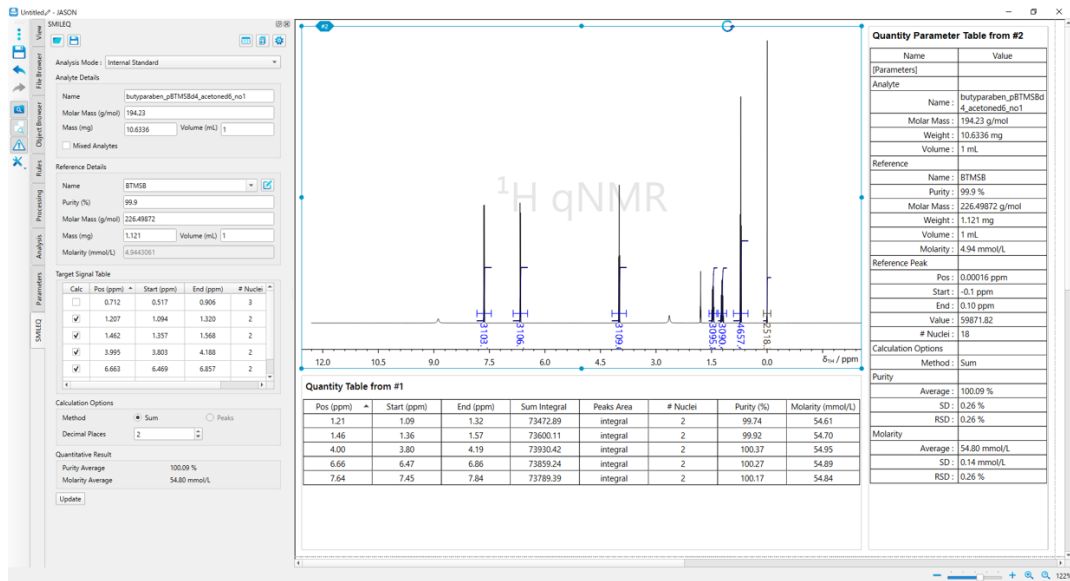 Untitled₂* - JASON
SMILEQ
View
File Browser
Object Browser
Rules
Processing
Analysis
Parameters
SMILEQ
Analysis Mode : Internal Standard
Analyte Details
Name butyparaben_pBTMSBd4_acetoned6_no1
Molar Mass (g/mol) 194.23
Mass (mg) 10.6336 Volume (mL) 1
Mixed Analytes
Reference Details
Name BTMSB
Purity (%) 99.9
Molar Mass (g/mol) 226.49872
Mass (mg) 1.121 Volume (mL) 1
Molarity (mmol/L) 4.9443061
Target Signal Table
Calc Pos (ppm) Start (ppm) End (ppm) # Nuclei
0.712 0.517 0.906 3
1.207 1.094 1.320 2
1.462 1.357 1.568 2
3.995 3.803 4.188 2
6.663 6.469 6.857 2
Calculation Options
Method Sum Peaks
Decimal Places 2
Quantitative Result
Purity Average 100.09 %
Molarity Average 54.80 mmol/L
Update
#2
¹H qNMR
3103.
3106.
3109.
3095.
3090.
4657.
2518.
12.0 10.5 9.0 7.5 6.0 4.5 3.0 1.5 0.0 δ₁H / ppm
Quantity Table from #1
Pos (ppm) Start (ppm) End (ppm) Sum Integral Peaks Area # Nuclei Purity (%) Molarity (mmol/L)
1.21 1.09 1.32 73472.89 integral 2 99.74 54.61
1.46 1.36 1.57 73600.11 integral 2 99.92 54.70
4.00 3.80 4.19 73930.42 integral 2 100.37 54.95
6.66 6.47 6.86 73859.24 integral 2 100.27 54.89
7.64 7.45 7.84 73789.39 integral 2 100.17 54.84
Quantity Parameter Table from #2
Name Value
[Parameters]
Analyte
Name : butyparaben_pBTMSBd
4_acetoned6_no1
Molar Mass : 194.23 g/mol
Weight : 10.6336 mg
Volume : 1 mL
Reference
Name : BTMSB
Purity : 99.9 %
Molar Mass : 226.49872 g/mol
Weight : 1.121 mg
Volume : 1 mL
Molarity : 4.94 mmol/L
Reference Peak
Pos : 0.00016 ppm
Start : -0.1 ppm
End : 0.10 ppm
Value : 59871.82
# Nuclei : 18
Calculation Options
Method : Sum
Purity
Average : 100.09 %
SD : 0.26 %
RSD : 0.26 %
Molarity
Average : 54.80 mmol/L
SD : 0.14 mmol/L
RSD : 0.26 %
122%